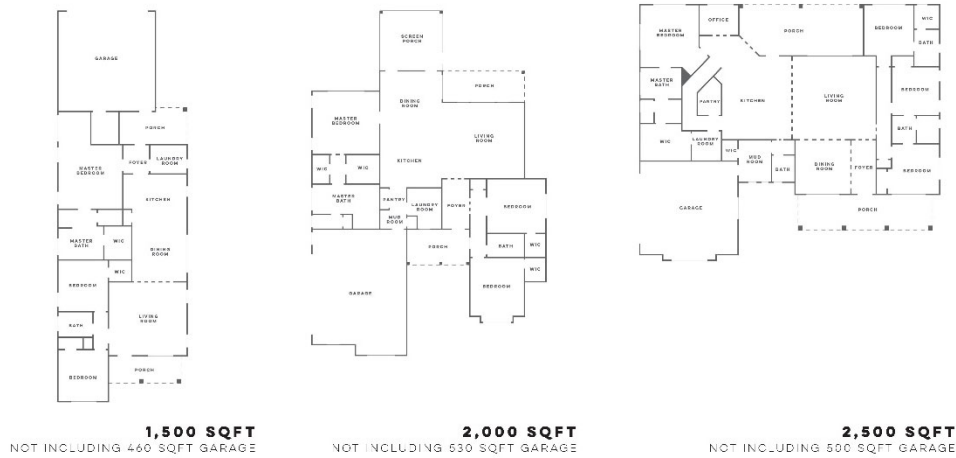 GARAGE
PORCH
FOYER
LAUNDRY
ROOM
MASTER
BEDROOM
KITCHEN
MASTER
BATH
WIC
DINING
ROOM
WIC
BEDROOM
BATH
LIVING
ROOM
PORCH
BEDROOM
1,500 SQFT
NOT INCLUDING 460 SQFT GARAGE
SCREEN
PORCH
PORCH
DINING
ROOM
MASTER
BEDROOM
LIVING
ROOM
WIC
WIC
KITCHEN
MASTER
BATH
PANTRY
LAUNDRY
ROOM
FOYER
BEDROOM
MUD
ROOM
PORCH
BATH
WIC
WIC
GARAGE
BEDROOM
2,000 SQFT
NOT INCLUDING 530 SQFT GARAGE
MASTER
BEDROOM
OFFICE
PORCH
BEDROOM
WIC
BATH
MASTER
BATH
PANTRY
KITCHEN
LIVING
ROOM
BEDROOM
BATH
WIC
LAUNDRY
ROOM
WIC
MUD
ROOM
BATH
DINING
ROOM
FOYER
BEDROOM
GARAGE
PORCH
2,500 SQFT
NOT INCLUDING 500 SQFT GARAGE